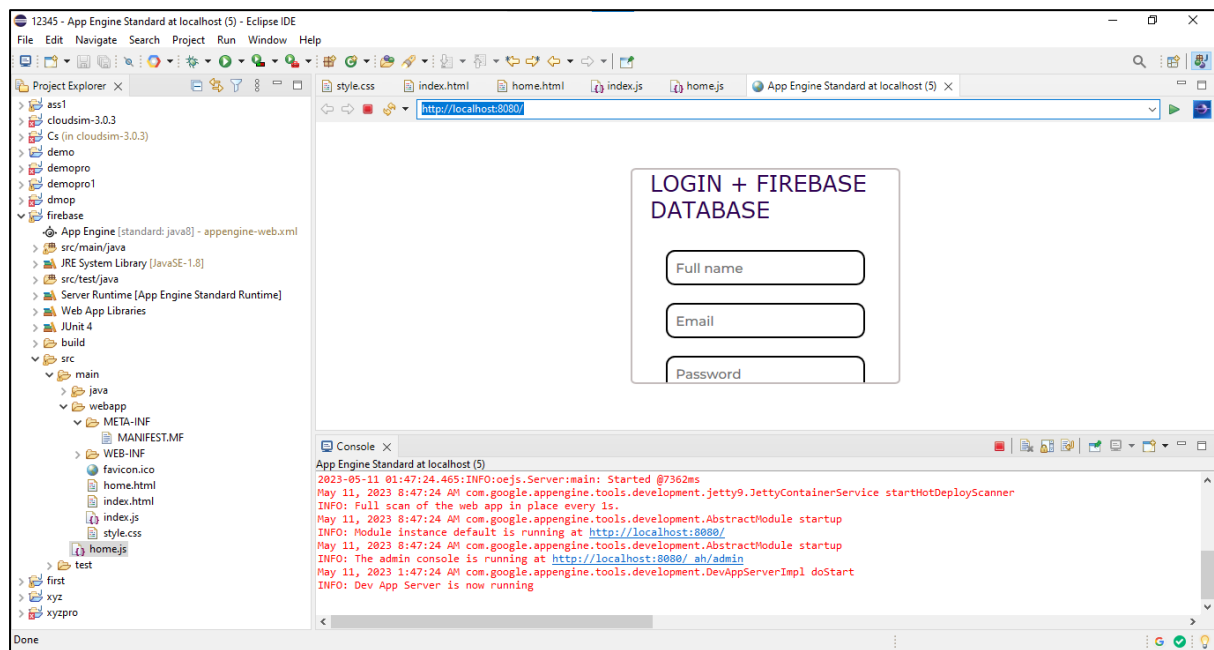 12345 - App Engine Standard at localhost (5) - Eclipse IDE
File Edit Navigate Search Project Run Window Help
Project Explorer
ass1
cloudsim-3.0.3
Cs (in cloudsim-3.0.3)
demo
demopro
demopro1
dmop
firebase
App Engine [standard: java8] - appengine-web.xml
src/main/java
JRE System Library [JavaSE-1.8]
src/test/java
Server Runtime [App Engine Standard Runtime]
Web App Libraries
JUnit 4
build
src
main
java
webapp
META-INF
MANIFEST.MF
WEB-INF
favicon.ico
home.html
index.html
index.js
style.css
home.js
test
first
xyz
xyzpro
style.css index.html home.html index.js home.js App Engine Standard at localhost (5)
http://localhost:8080/
LOGIN + FIREBASE
DATABASE
Full name
Email
Password
Console
App Engine Standard at localhost (5)
2023-05-11 01:47:24.465:INFO:oejs.Server:main: Started @7362ms
May 11, 2023 8:47:24 AM com.google.appengine.tools.development.jetty9.JettyContainerService startHotDeployScanner
INFO: Full scan of the web app in place every 1s.
May 11, 2023 8:47:24 AM com.google.appengine.tools.development.AbstractModule startup
INFO: Module instance default is running at http://localhost:8080/
May 11, 2023 8:47:24 AM com.google.appengine.tools.development.AbstractModule startup
INFO: The admin console is running at http://localhost:8080/_ah/admin
May 11, 2023 1:47:24 AM com.google.appengine.tools.development.DevAppServerImpl doStart
INFO: Dev App Server is now running
Done
G